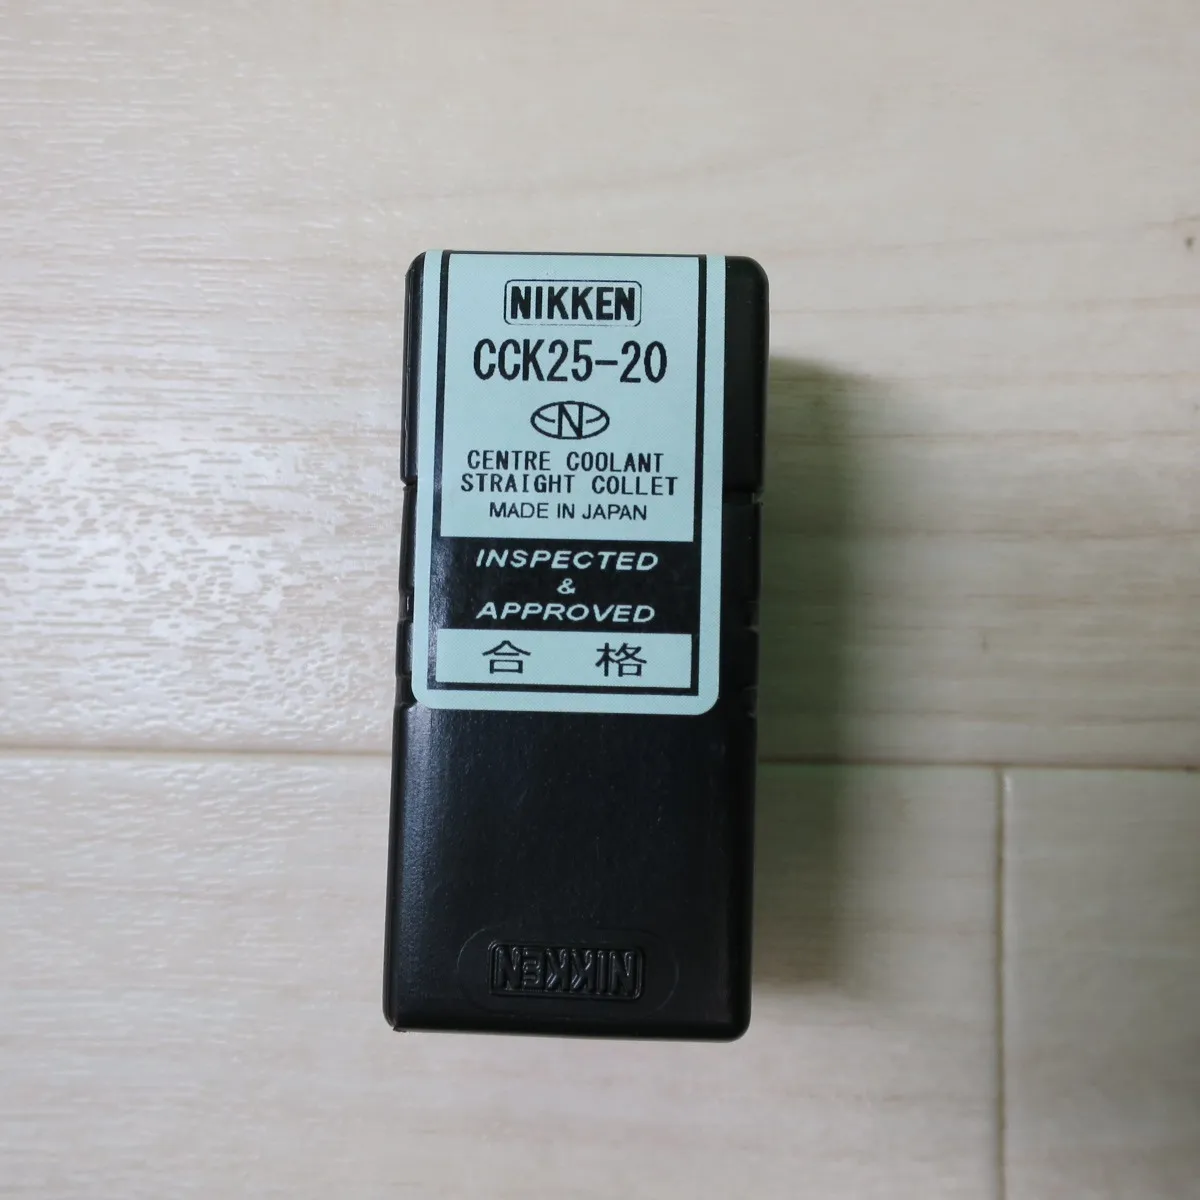 NIKKEN
CCK25-20
N
CENTRE COOLANT
STRAIGHT COLLET
MADE IN JAPAN
INSPECTED
&
APPROVED
合格
NIKKEN